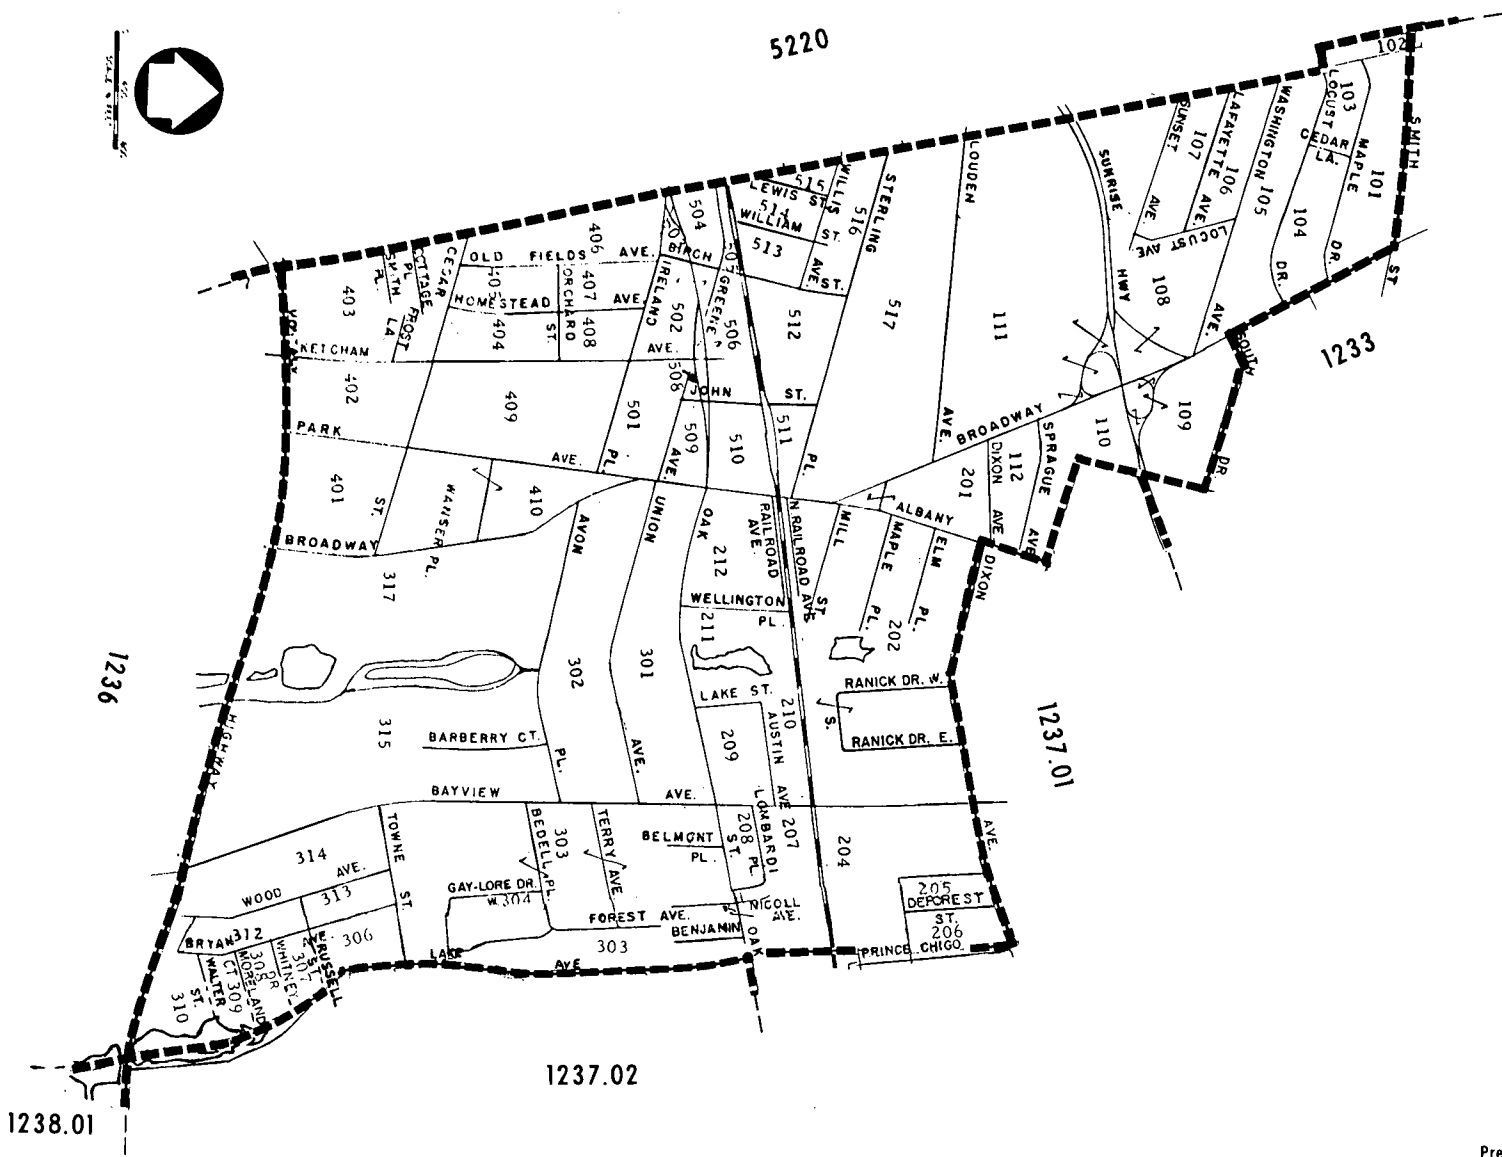 5220
102
103
LOCUST
CEDAR
LA.
MAPLE
101
SMITH
ST
104
DR.
DR.
WASHINGTON
105
AVE.
LAFAYETTE
106
AVE.
107
SUNSET
AVE.
LOCUST AVE
SUNRISE
HWY
108
SOUTH
DR.
1233
109
110
111
LOUDEN
AVE.
STERLING
PL.
516
517
WILLIS
AVE
515
LEWIS ST
514
WILLIAM
ST.
513
BIRCH
ST.
504
GREENE
506
512
502
IRELAND
PL.
406
OLD FIELDS AVE.
CEDAR
ST.
COTTAGE
PL
SMITH
PL.
FROST
LA
HOMESTEAD AVE.
ORCHARD
ST.
407
408
404
403
KETCHAM AVE.
402
409
501
508
JOHN ST.
509
510
511
PARK AVE.
401
410
WANSER PL.
BROADWAY
BROADWAY
SPRAGUE
AVE
DIXON
AVE
112
201
ALBANY
DIXON
AVE.
ELM
PL.
MAPLE
PL.
MILL
ST.
202
N RAILROAD AVE
RAILROAD
AVE.
OAK
212
UNION
AVE.
AVON
PL.
317
WELLINGTON
PL.
211
301
302
1236
HIGHWAY
315
BARBERRY CT.
LAKE ST.
210
AUSTIN
AVE
209
S.
RANICK DR. W.
RANICK DR. E.
1237.01
BAYVIEW AVE.
TOWNE
ST.
BEDELL PL.
303
TERRY AVE.
BELMONT
PL.
208
ST.
LOMBARDI
PL.
207
204
314
WOOD AVE.
313
312
BRYAN
306
GAY-LORE DR.
W.
304
FOREST AVE.
BENJAMIN
303
NICOLL
AVE.
OAK
205
DEFOREST
ST.
206
PRINCE CHIGO
LAKE AVE
RUSSELL
ST
307
WHITNEY
DR
308
MORELAND
CT
309
WALTER
ST.
310
1237.02
1238.01
Pre